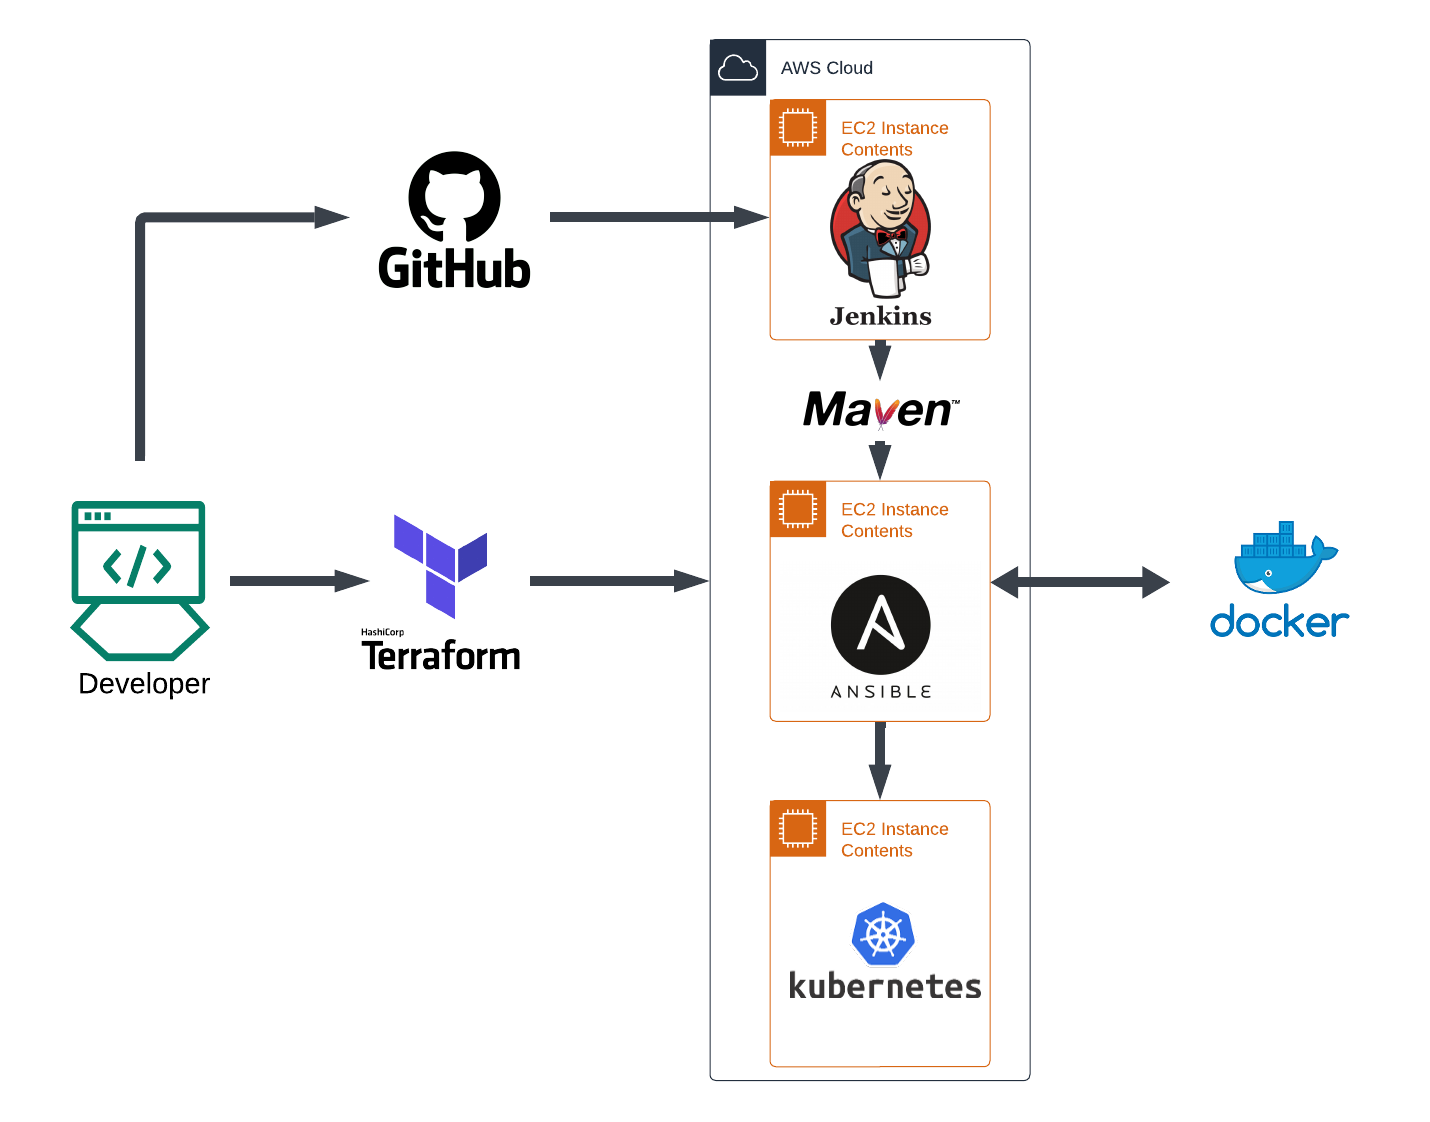 AWS Cloud
EC2 Instance
Contents
GitHub
Jenkins
Maven™
EC2 Instance
Contents
Developer
HashiCorp
Terraform
ANSIBLE
docker
EC2 Instance
Contents
kubernetes